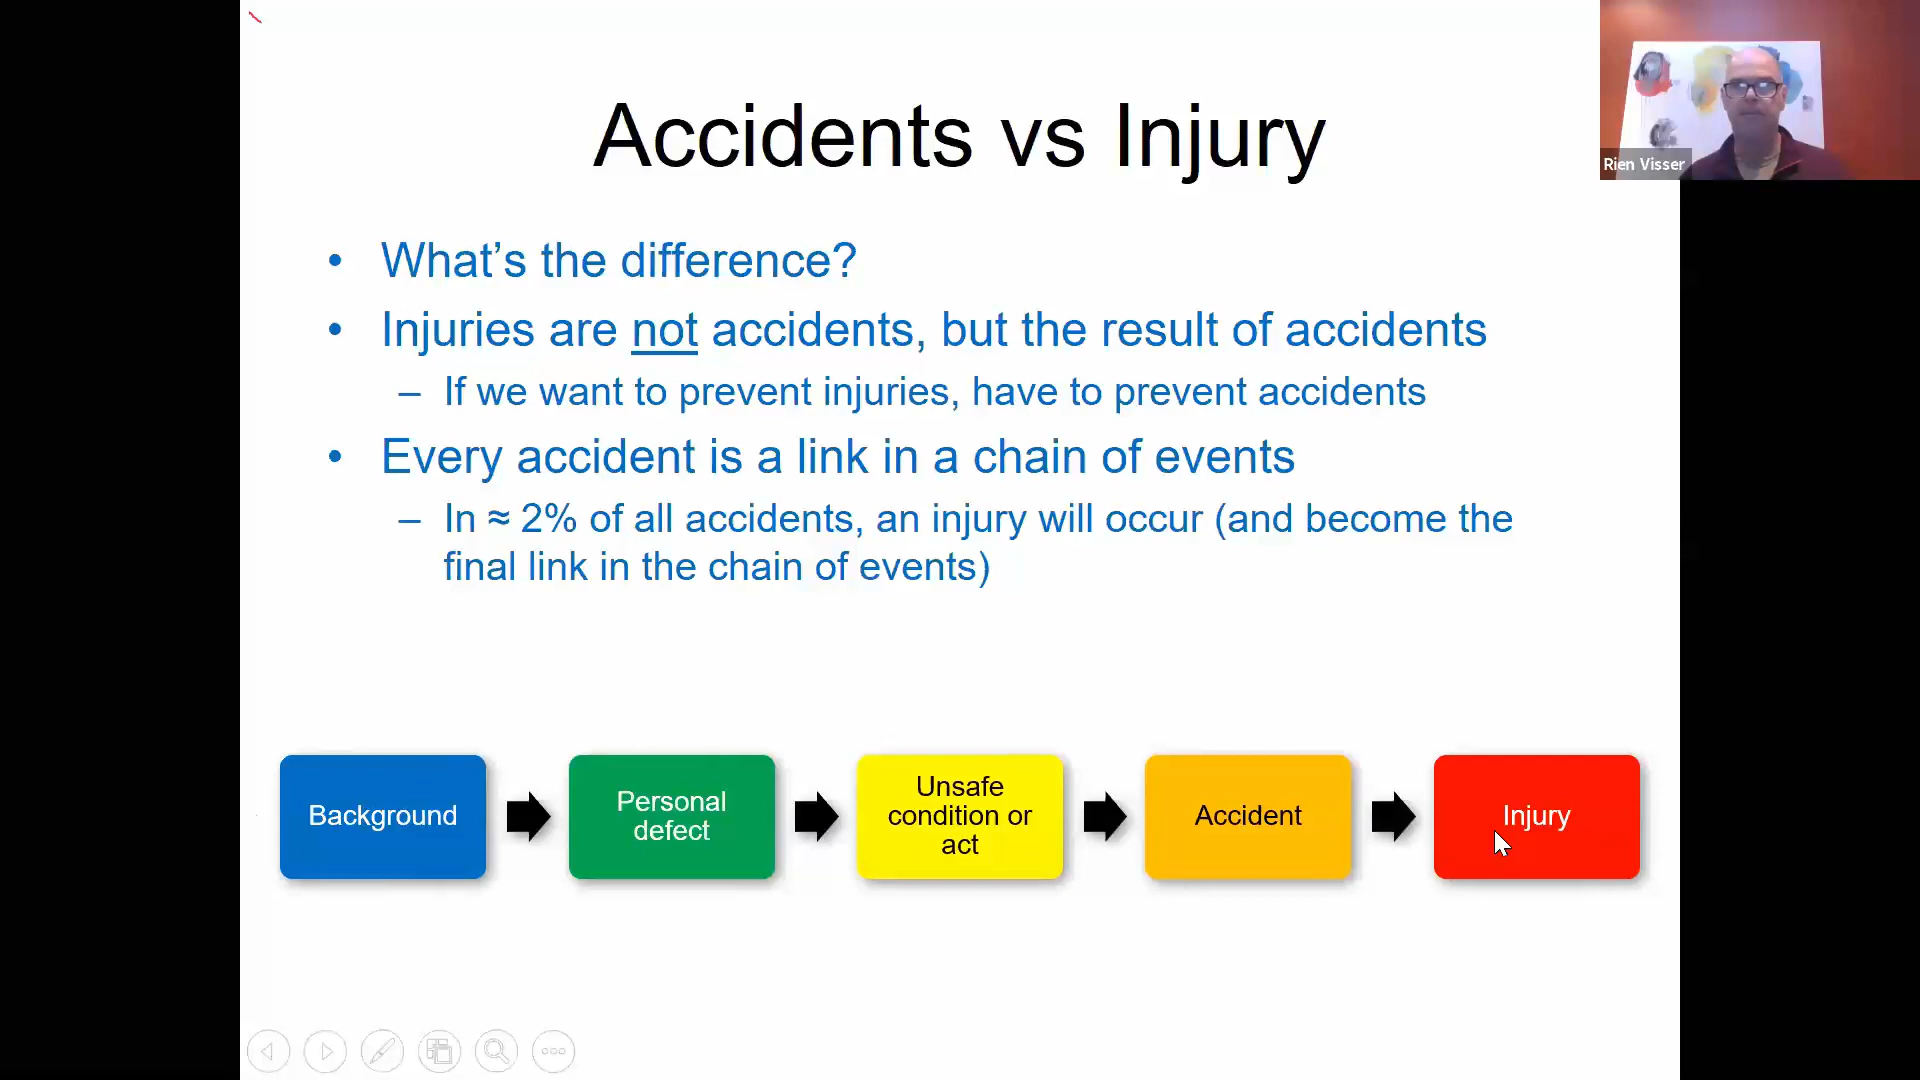 Accidents vs Injury
• What’s the difference?
• Injuries are not accidents, but the result of accidents
– If we want to prevent injuries, have to prevent accidents
• Every accident is a link in a chain of events
– In ≈ 2% of all accidents, an injury will occur (and become the
final link in the chain of events)
Background
Personal
defect
Unsafe
condition or
act
Accident
Injury
Rien Visser